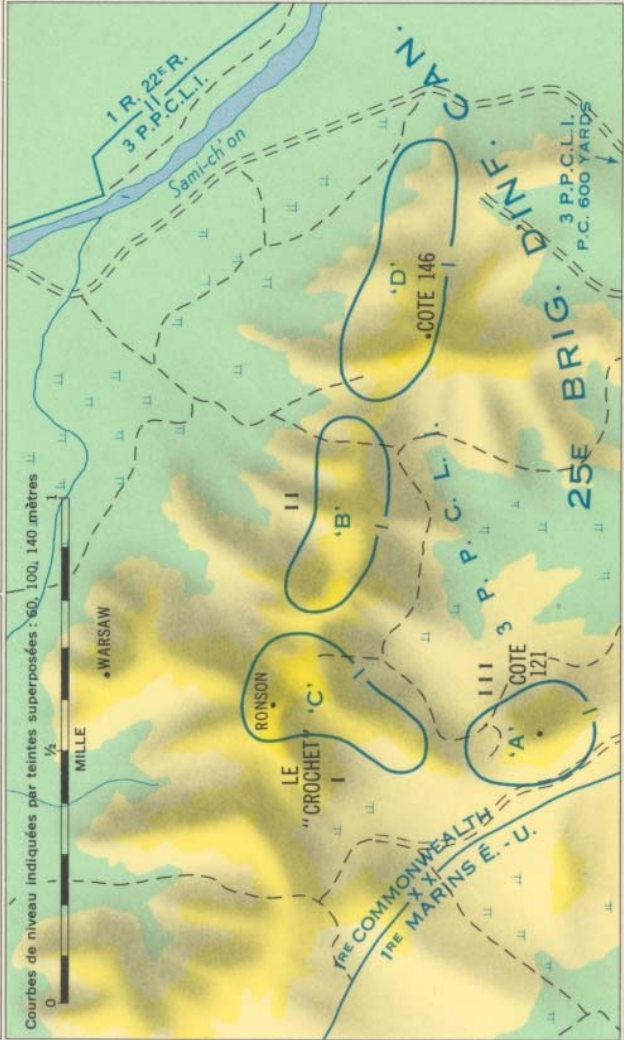 Courbes de niveau indiquées par teintes superposées : 60, 100, 140 mètres
0
½
1
MILLE
1 R. 22E R.
II
3 P.P.C.L.I.
Sami-ch'on
WARSAW
RONSON
'C'
LE
"CROCHET"
I
I
II
'B'
I
'D'
COTE 146
I
3 P. P. C. L. I.
III
COTE
121
'A'
I
1RE COMMONWEALTH
X X
1RE MARINS É.-U.
25E BRIG. D'INF. CAN.
3 P.P.C.L.I.
P.C. 600 YARDS